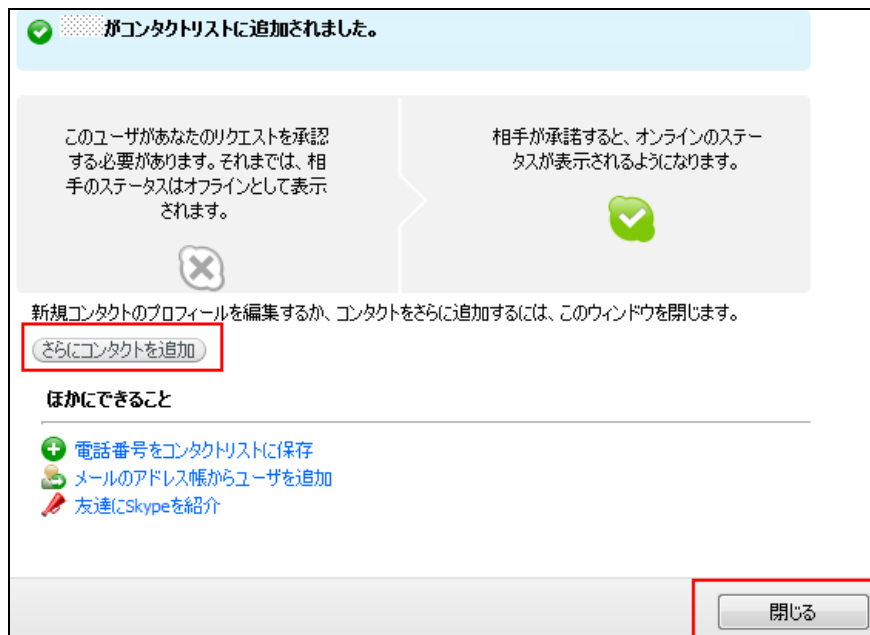 がコンタクトリストに追加されました。
このユーザがあなたのリクエストを承認
する必要があります。それまでは、相
手のステータスはオフラインとして表示
されます。
相手が承諾すると、オンラインのステー
タスが表示されるようになります。
新規コンタクトのプロフィールを編集するか、コンタクトをさらに追加するには、このウィンドウを閉じます。
さらにコンタクトを追加
ほかにできること
電話番号をコンタクトリストに保存
メールのアドレス帳からユーザを追加
友達にSkypeを紹介
閉じる